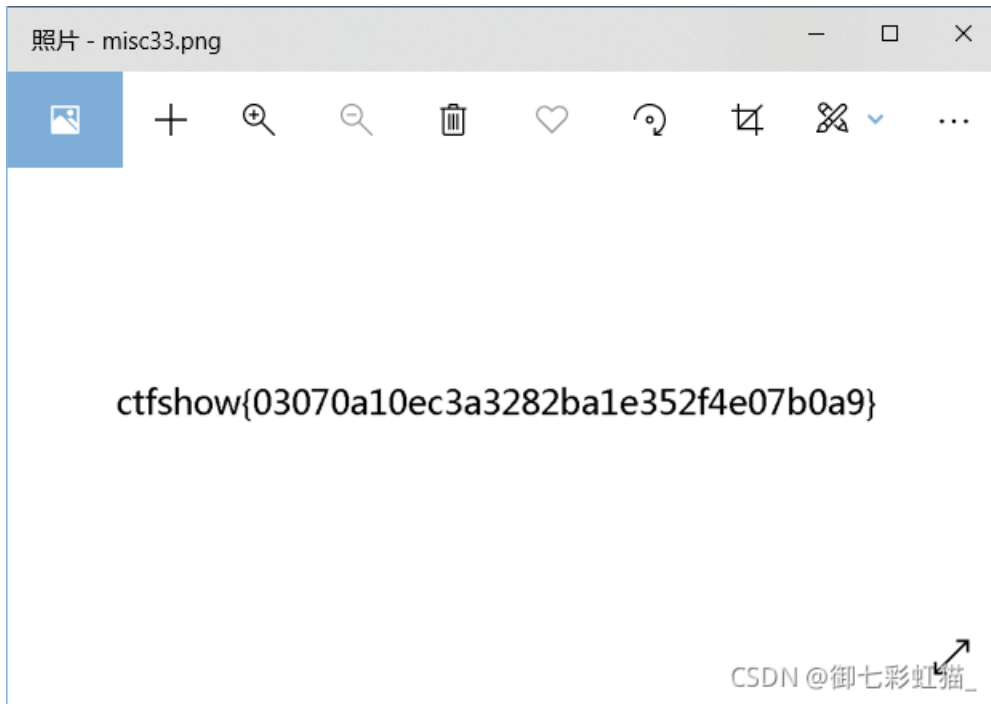 照片 - misc33.png
ctfshow{03070a10ec3a3282ba1e352f4e07b0a9}
CSDN @御七彩虹猫_